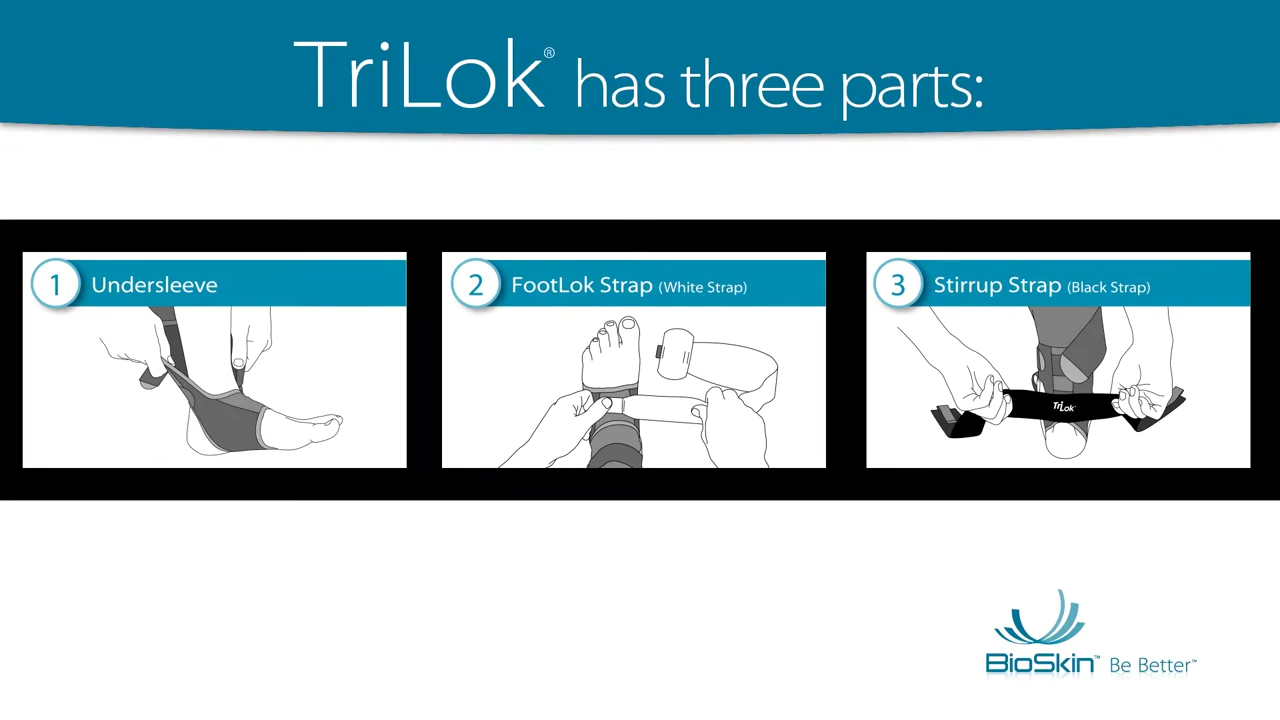 TriLok® has three parts:
1 Undersleeve
2 FootLok Strap (White Strap)
3 Stirrup Strap (Black Strap)
TriLok
BioSkin™ Be Better™